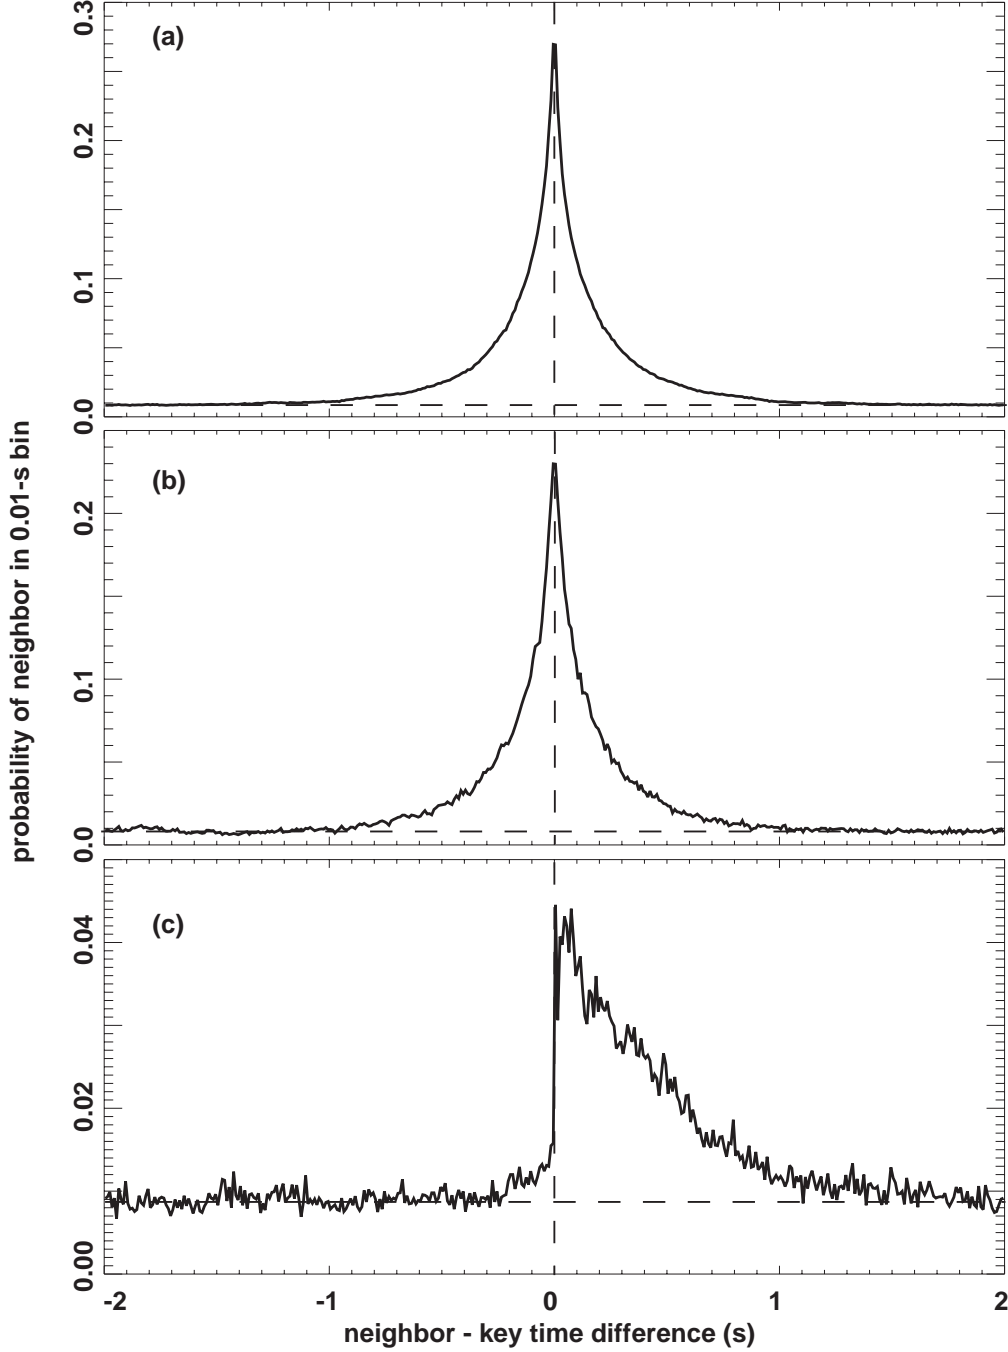 (a)
0.3
0.2
0.1
0.0
(b)
0.2
0.1
0.0
(c)
0.04
0.02
0.00
probability of neighbor in 0.01-s bin
-2 -1 0 1 2
neighbor - key time difference (s)